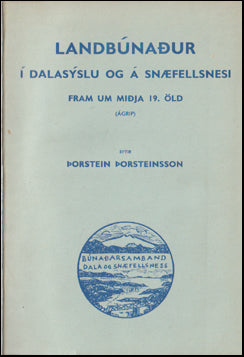 LANDBÚNAÐUR
Í DALASÝSLU OG Á SNÆFELLSNESI
FRAM UM MIÐJA 19. ÖLD
(ÁGRIP)
EFTIR
ÞORSTEIN ÞORSTEINSSON
BÚNAÐARSAMBAND
DALA OG SNÆFELLSNESS